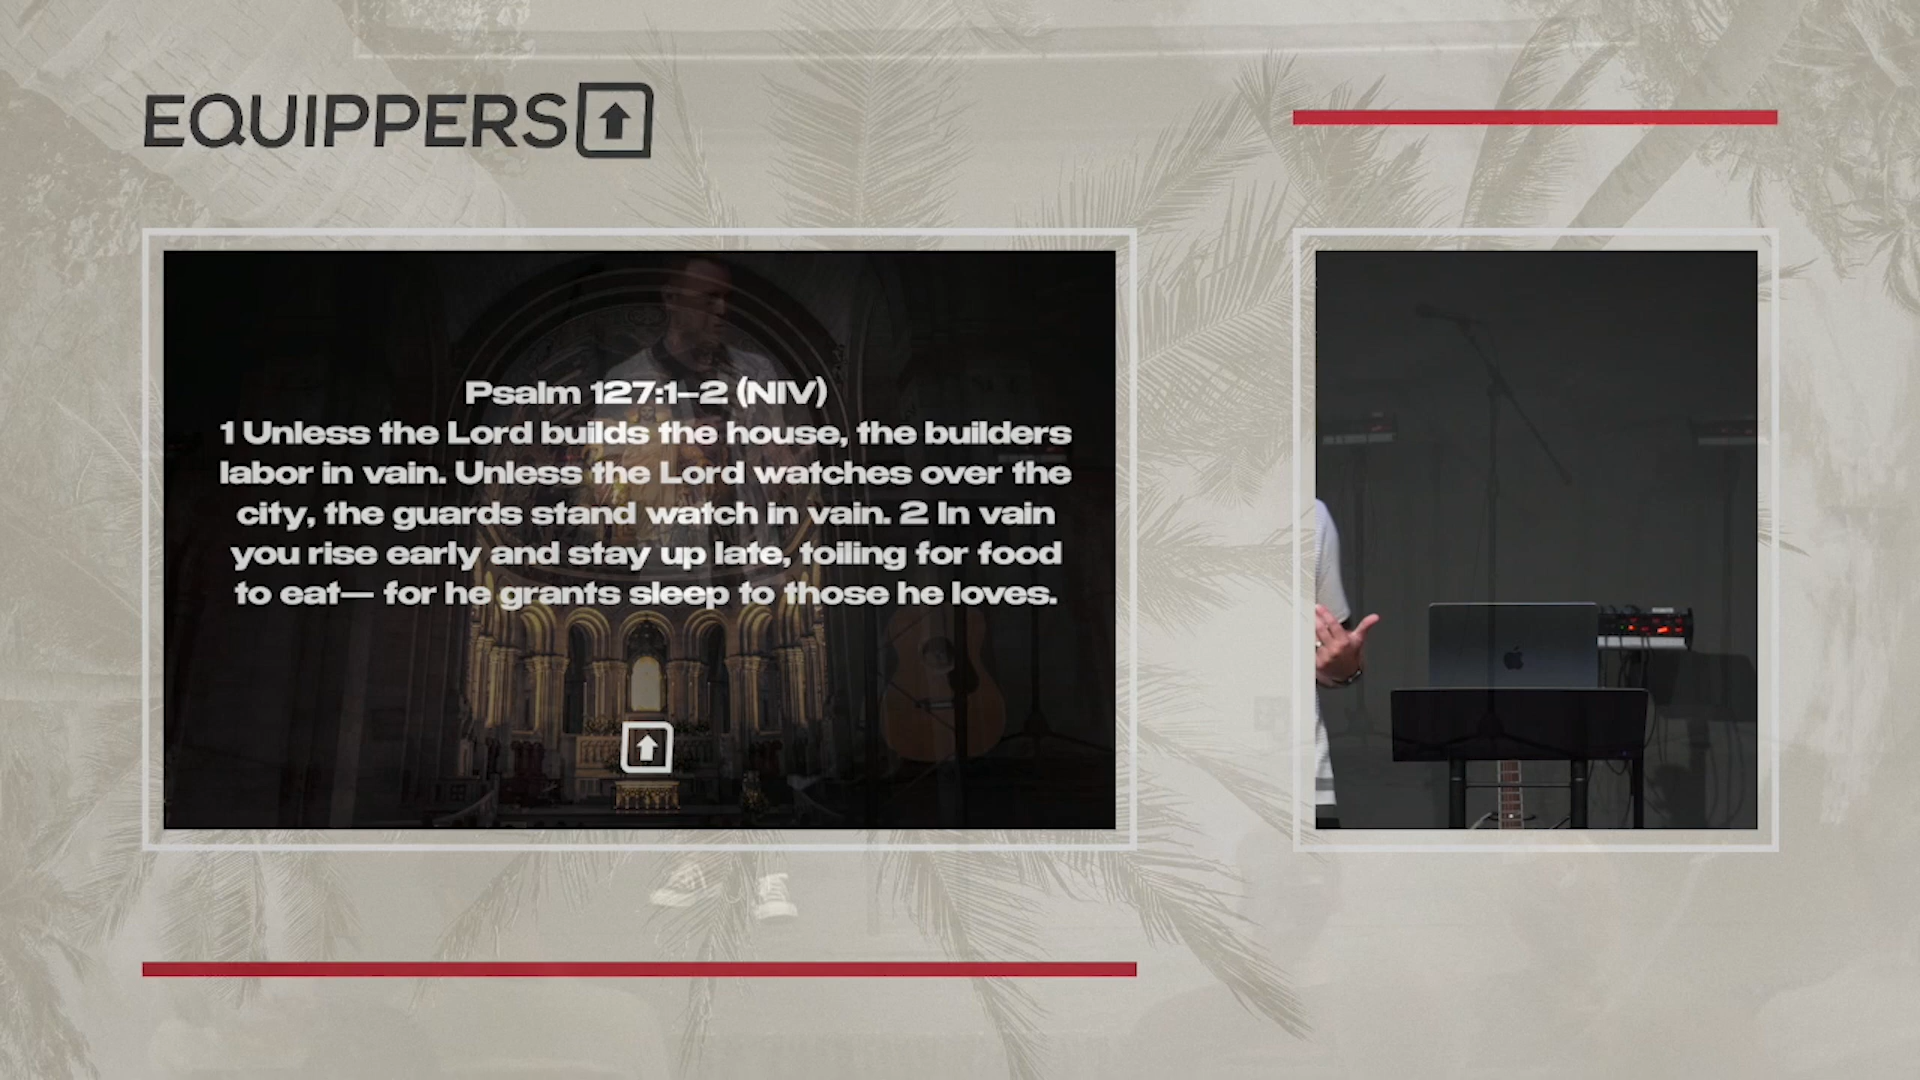 EQUIPPERS
Psalm 127:1–2 (NIV)
1 Unless the Lord builds the house, the builders
labor in vain. Unless the Lord watches over the
city, the guards stand watch in vain. 2 In vain
you rise early and stay up late, toiling for food
to eat— for he grants sleep to those he loves.